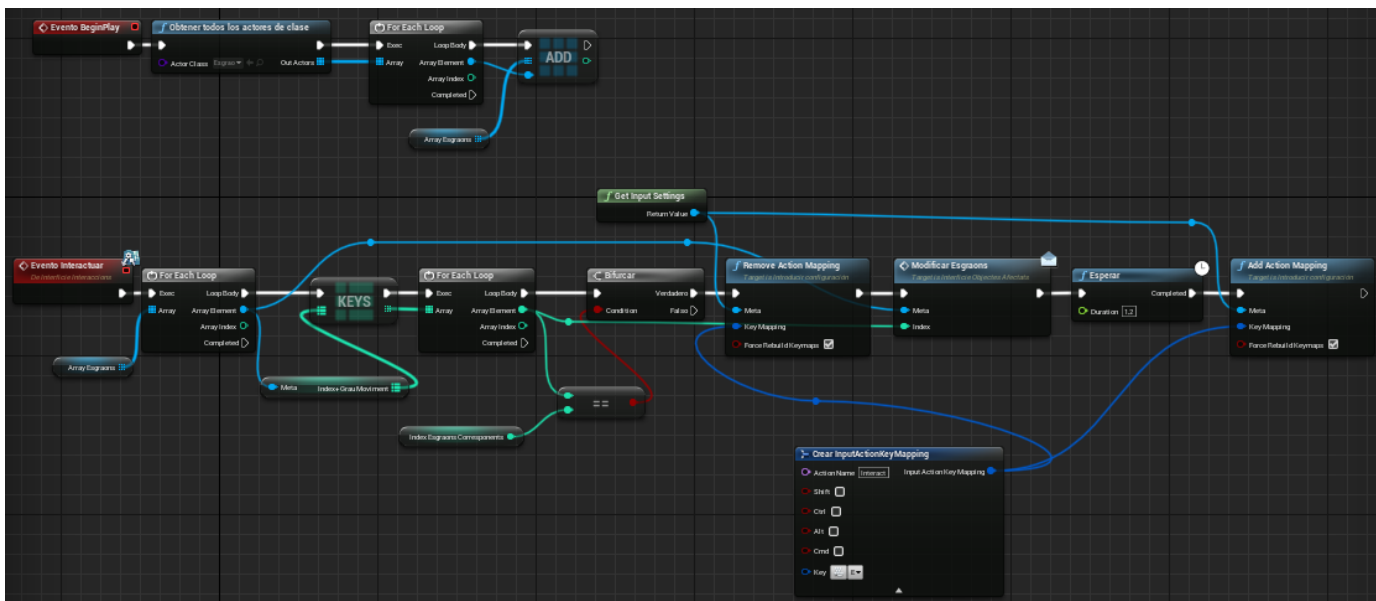 Evento BeginPlay
Obtener todos los actores de clase
Actor Class Esgrao
Out Actors
For Each Loop
Exec
Loop Body
Array
Array Element
Array Index
Completed
ADD
Array Esgraons
Get Input Settings
Return Value
Evento Interactuar
De Interface Interaccions
For Each Loop
Exec
Loop Body
Array
Array Element
Array Index
Completed
Array Esgraons
KEYS
Meta
Index+Grau Moviment
For Each Loop
Exec
Loop Body
Array
Array Element
Array Index
Completed
Index Esgraons Corresponents
==
Bifurcar
Verdadero
Condition
Falso
Remove Action Mapping
Target is Introducir configuración
Meta
Key Mapping
Force Rebuild Keymaps
Modificar Esgraons
Target is Interficie Objectes Afectats
Meta
Index
Esperar
Completed
Duration 1,2
Add Action Mapping
Target is Introducir configuración
Meta
Key Mapping
Force Rebuild Keymaps
Crear InputActionKeyMapping
Action Name Interact
Input Action Key Mapping
Shift
Ctrl
Alt
Cmd
Key E